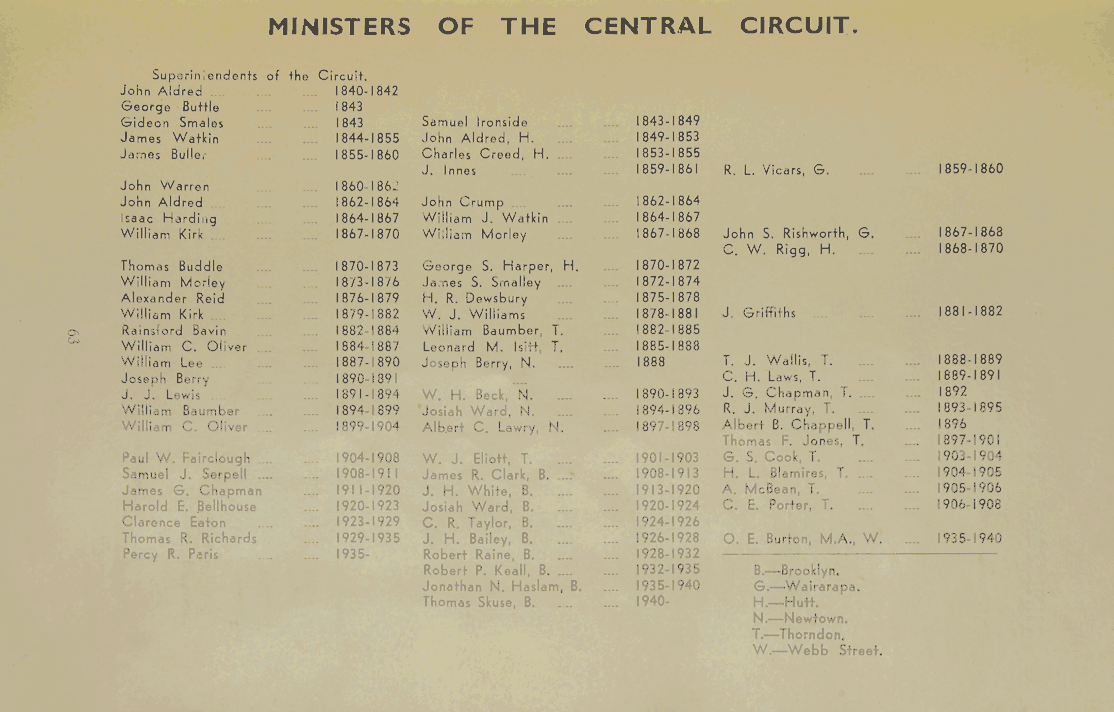 MINISTERS OF THE CENTRAL CIRCUIT.
Superintendents of the Circuit.
John Aldred .... .... 1840-1842
George Buttle .... .... 1843
Gideon Smales .... .... 1843 Samuel Ironside .... .... 1843-1849
James Watkin .... .... 1844-1855 John Aldred, H. .... .... 1849-1853
James Buller .... .... 1855-1860 Charles Creed, H. .... .... 1853-1855
J. Innes .... .... 1859-1861 R. L. Vicars, G. .... .... 1859-1860
John Warren .... .... 1860-1862
John Aldred .... .... 1862-1864 John Crump .... .... 1862-1864
Isaac Harding .... .... 1864-1867 William J. Watkin .... .... 1864-1867
William Kirk .... .... .... 1867-1870 William Morley .... .... 1867-1868 John S. Rishworth, G. .... 1867-1868
C. W. Rigg, H. .... .... 1868-1870
Thomas Buddle .... .... 1870-1873 George S. Harper, H. .... 1870-1872
William Morley .... .... 1873-1876 James S. Smalley .... .... 1872-1874
Alexander Reid .... .... 1876-1879 H. R. Dewsbury .... .... 1875-1878
William Kirk .... .... .... 1879-1882 W. J. Williams .... .... 1878-1881 J. Griffiths .... .... .... 1881-1882
Rainsford Bavin .... .... 1882-1884 William Baumber, T. .... 1882-1885
William C. Oliver .... .... 1884-1887 Leonard M. Isitt, T. .... 1885-1888
William Lee .... .... .... 1887-1890 Joseph Berry, N. .... .... 1888 T. J. Wallis, T. .... .... 1888-1889
Joseph Berry .... 1890-1891 .... C. H. Laws, T. .... .... 1889-1891
J. J. Lewis .... .... 1891-1894 W. H. Beck, N. .... .... 1890-1893 J. G. Chapman, T. .... .... 1892
William Baumber .... .... 1894-1899 Josiah Ward, N. .... .... 1894-1896 R. J. Murray, T. .... .... 1893-1895
William C. Oliver .... .... 1899-1904 Albert C. Lawry, N. .... 1897-1898 Albert B. Chappell, T. .... 1896
Thomas F. Jones, T. .... 1897-1901
Paul W. Fairclough .... .... 1904-1908 W. J. Eliott, T. .... .... 1901-1903 G. S. Cook, T. .... .... 1903-1904
Samuel J. Serpell .... .... 1908-1911 James R. Clark, B. .... .... 1908-1913 H. L. Blamires, T. .... .... 1904-1905
James G. Chapman .... 1911-1920 J. H. White, B. .... .... 1913-1920 A. McBean, T. .... .... 1905-1906
Harold E. Bellhouse .... 1920-1923 Josiah Ward, B. .... .... 1920-1924 C. E. Porter, T. .... .... 1906-1908
Clarence Eaton .... .... 1923-1929 C. R. Taylor, B. .... .... 1924-1926
Thomas R. Richards .... 1929-1935 J. H. Bailey, B. .... .... 1926-1928 O. E. Burton, M.A., W. .... 1935-1940
Percy R. Paris .... .... 1935- Robert Raine, B. .... .... 1928-1932
Robert P. Keall, B. .... .... 1932-1935 B.—Brooklyn.
Jonathan N. Haslam, B. .... 1935-1940 G.—Wairarapa.
Thomas Skuse, B. .... .... 1940- H.—Hutt.
N.—Newtown.
T.—Thorndon.
W.—Webb Street.
63